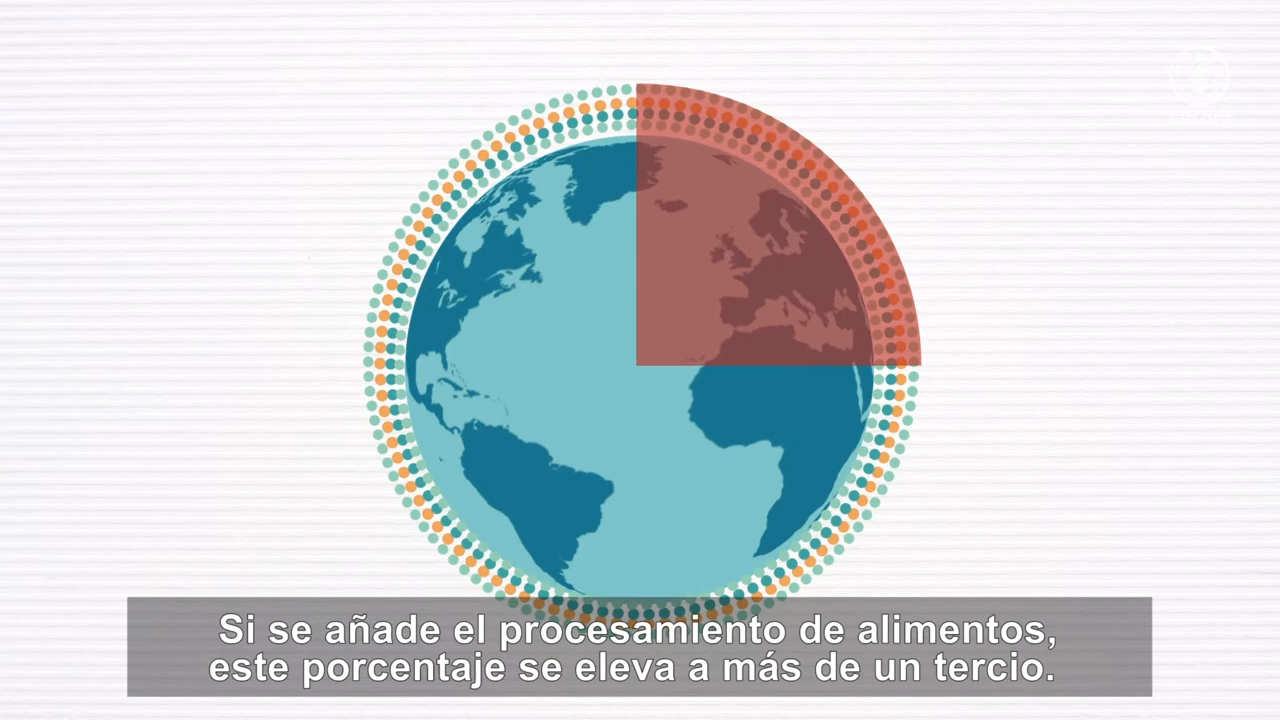 Si se añade el procesamiento de alimentos,
este porcentaje se eleva a más de un tercio.